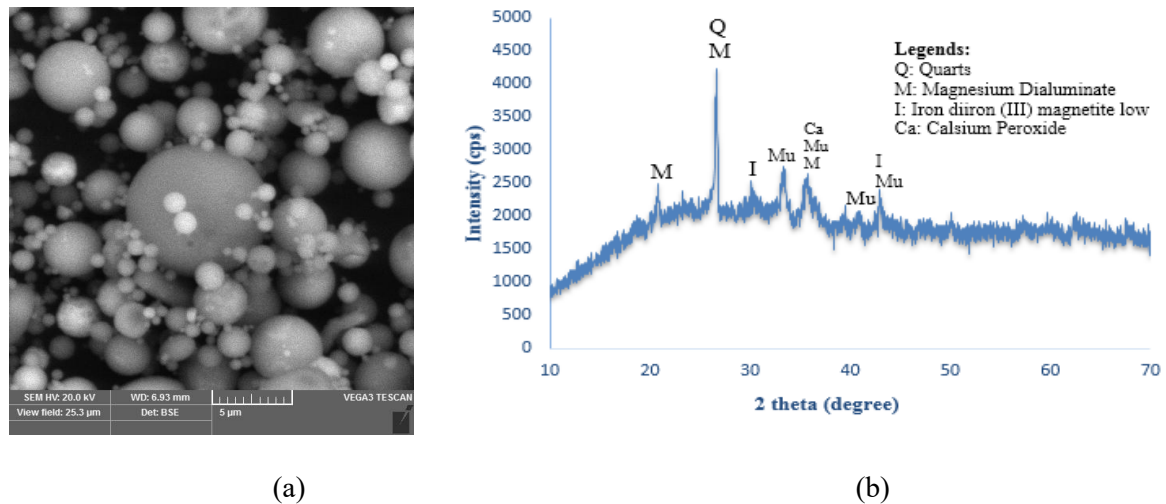 SEM HV: 20.0 kV WD: 6.93 mm VEGA3 TESCAN
View field: 25.3 µm Det: BSE 5 µm
(a)
5000
4500
4000
3500
3000
2500
2000
1500
1000
500
0
Intensity (cps)
Q
M
M
I
Mu
Ca
Mu
M
Mu
I
Mu
Legends:
Q: Quarts
M: Magnesium Dialuminate
I: Iron diiron (III) magnetite low
Ca: Calsium Peroxide
10 20 30 40 50 60 70
2 theta (degree)
(b)